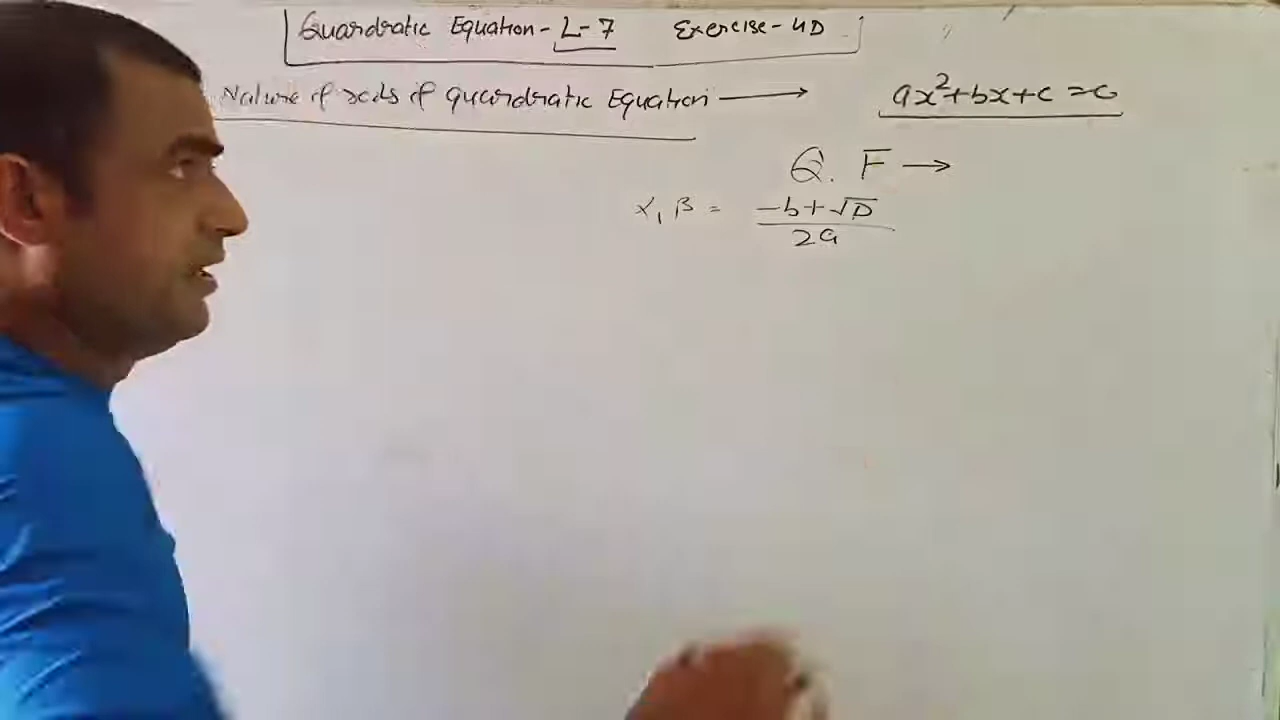 Quardratic Equation - L-7 Exercise-4D
Nature of roots of quardratic Equation ⟶ ax²+bx+c=0
Q. F →
α, β = (-b+√D)/2a